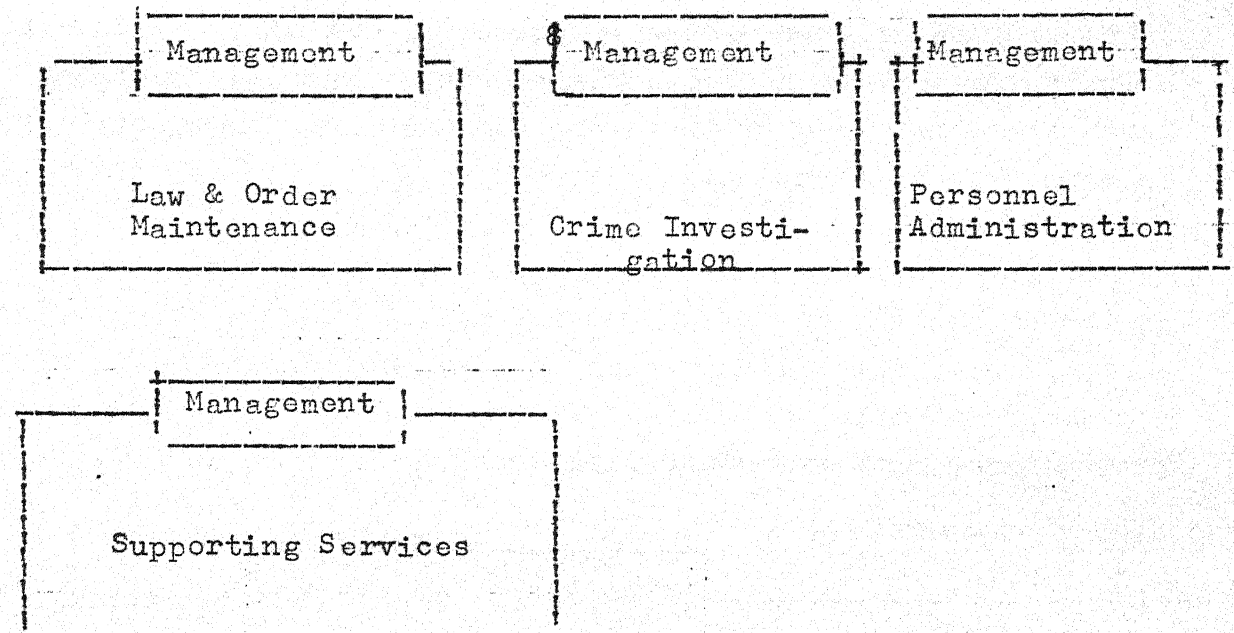 Management
Management
Management
Law & Order
Maintenance
Crime Investi-
gation
Personnel
Administration
Management
Supporting Services